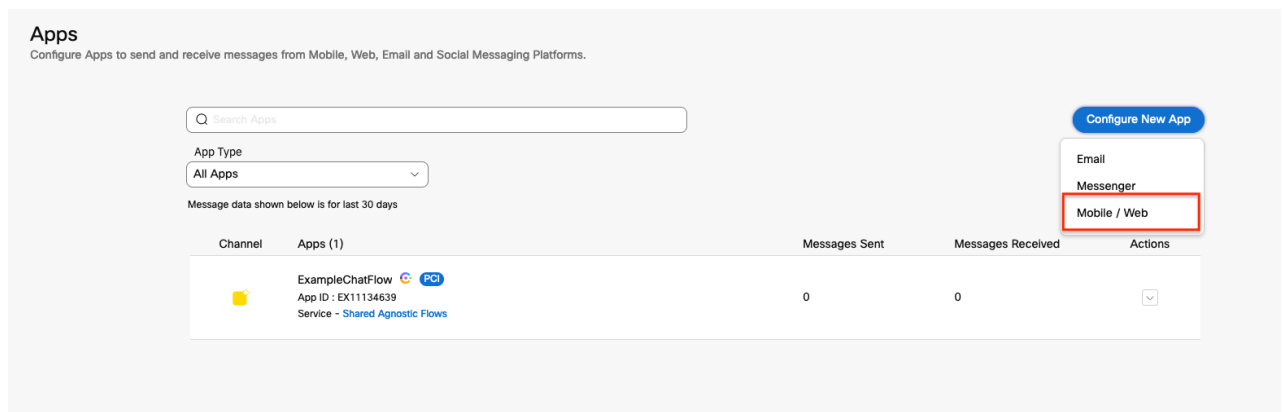 Apps
Configure Apps to send and receive messages from Mobile, Web, Email and Social Messaging Platforms.
Search Apps
Configure New App
App Type
All Apps
Email
Messenger
Mobile / Web
Message data shown below is for last 30 days
Channel Apps (1) Messages Sent Messages Received Actions
ExampleChatFlow PCI
App ID : EX11134639 0 0
Service - Shared Agnostic Flows